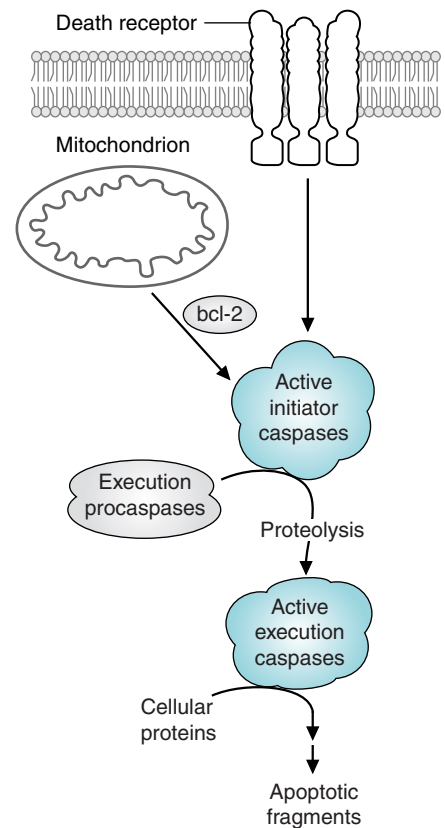 Death receptor
Mitochondrion
bcl-2
Active
initiator
caspases
Execution
procaspases
Proteolysis
Active
execution
caspases
Cellular
proteins
Apoptotic
fragments